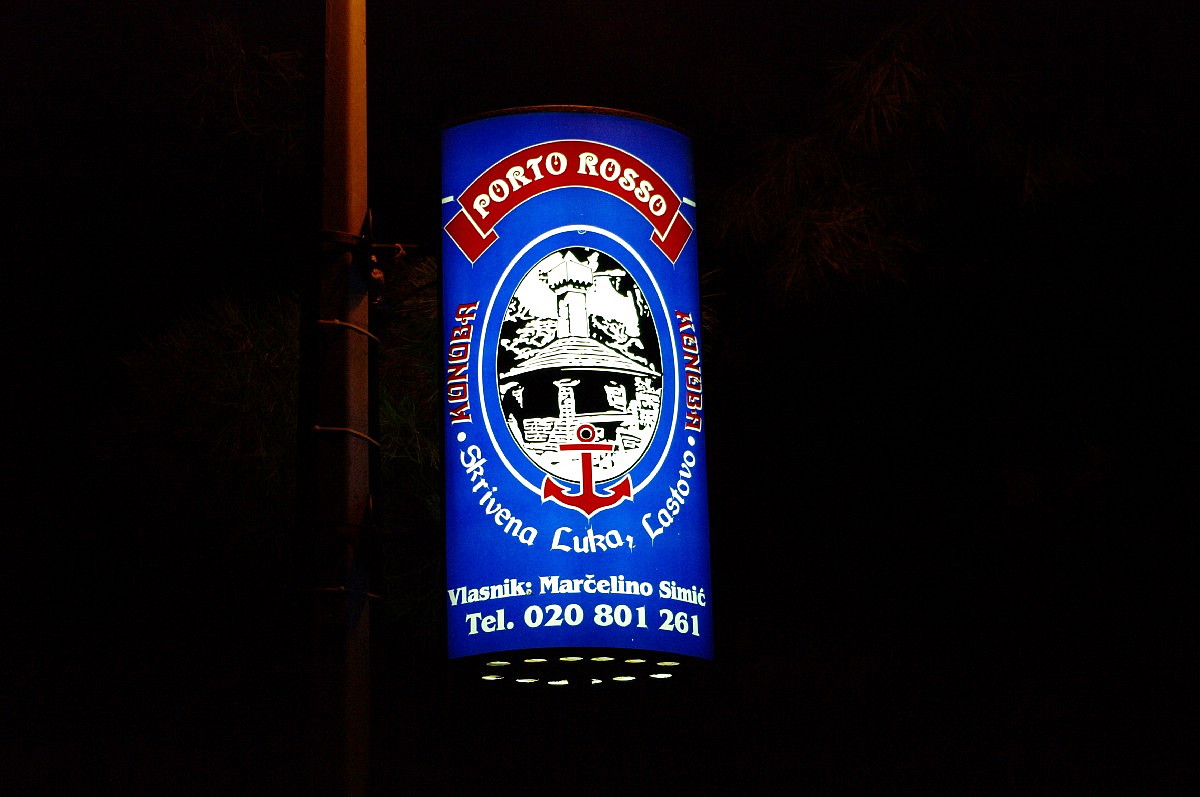 PORTO ROSSO
KONOBA
KONOBA
• Skrivena Luka, Lastovo •
Vlasnik: Marčelino Simić
Tel. 020 801 261